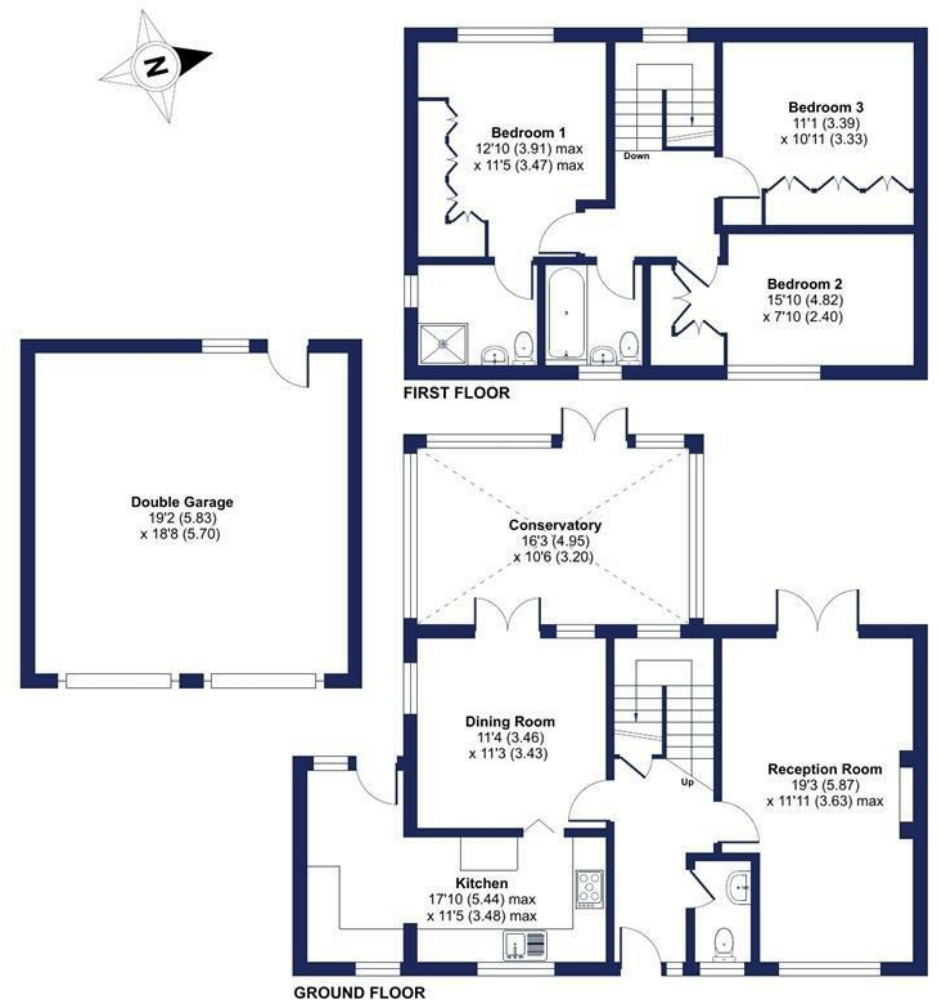 N
Bedroom 1
12'10 (3.91) max
x 11'5 (3.47) max
Down
Bedroom 3
11'1 (3.39)
x 10'11 (3.33)
Bedroom 2
15'10 (4.82)
x 7'10 (2.40)
FIRST FLOOR
Double Garage
19'2 (5.83)
x 18'8 (5.70)
Conservatory
16'3 (4.95)
x 10'6 (3.20)
Dining Room
11'4 (3.46)
x 11'3 (3.43)
Up
Reception Room
19'3 (5.87)
x 11'11 (3.63) max
Kitchen
17'10 (5.44) max
x 11'5 (3.48) max
GROUND FLOOR